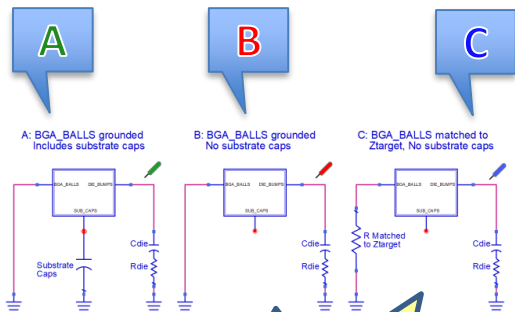 A
B
C
A: BGA_BALLS grounded
Includes substrate caps
B: BGA_BALLS grounded
No substrate caps
C: BGA_BALLS matched to
Ztarget, No substrate caps
BGA_BALLS DIE_BUMPS
SUB_CAPS
Substrate
Caps
Cdie
Rdie
BGA_BALLS DIE_BUMPS
SUB_CAPS
Cdie
Rdie
BGA_BALLS DIE_BUMPS
SUB_CAPS
R Matched
to Ztarget
Cdie
Rdie